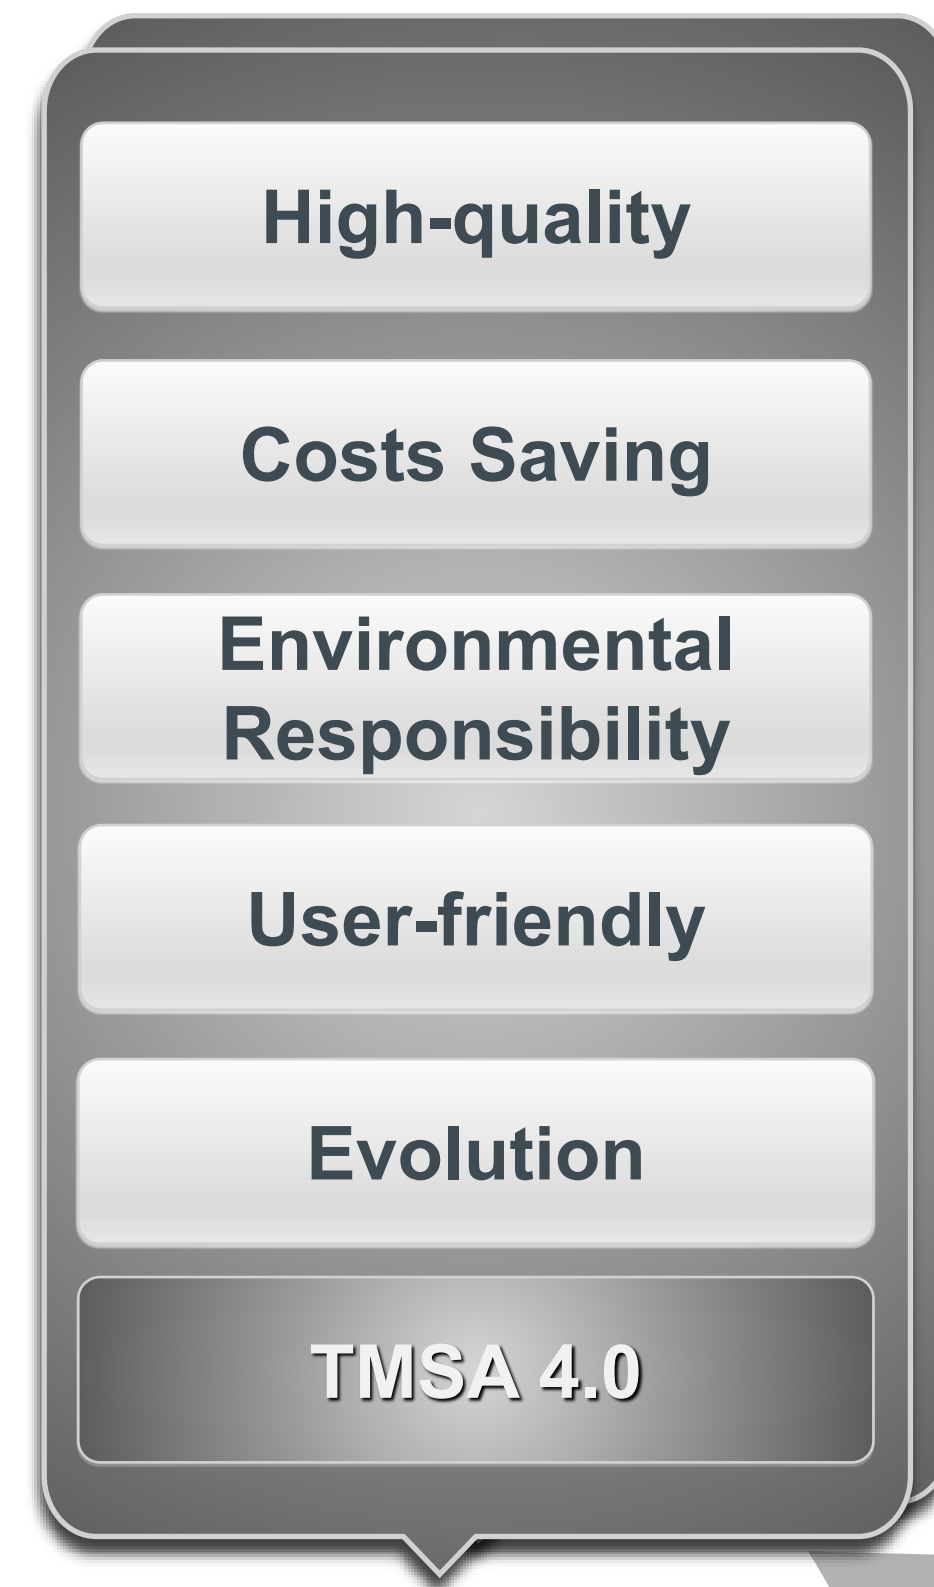 High-quality
Costs Saving
Environmental
Responsibility
User-friendly
Evolution
TMSA 4.0